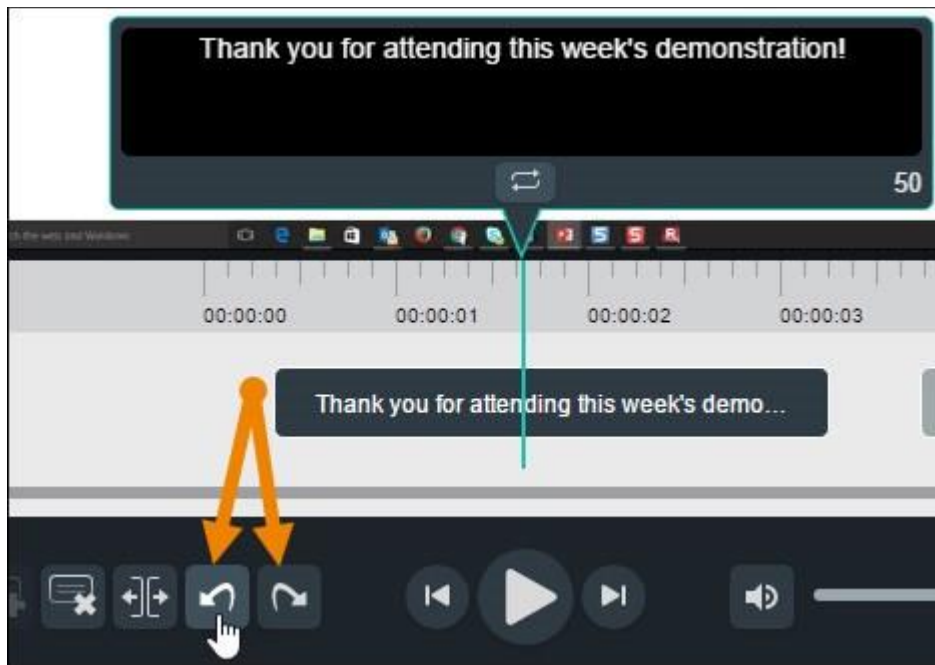 Thank you for attending this week's demonstration!
50
00:00:00 00:00:01 00:00:02 00:00:03
Thank you for attending this week's demo...